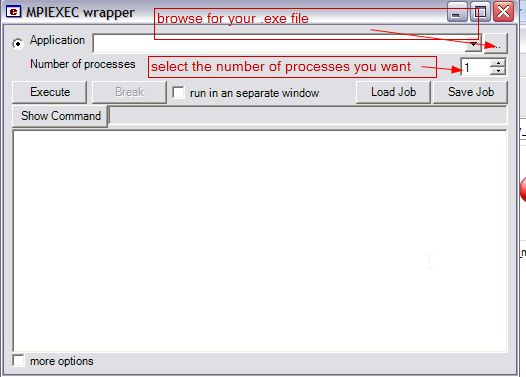 MPIEXEC wrapper
browse for your .exe file
Application
...
Number of processes
select the number of processes you want
1
Execute
Break
run in an separate window
Load Job
Save Job
Show Command
more options